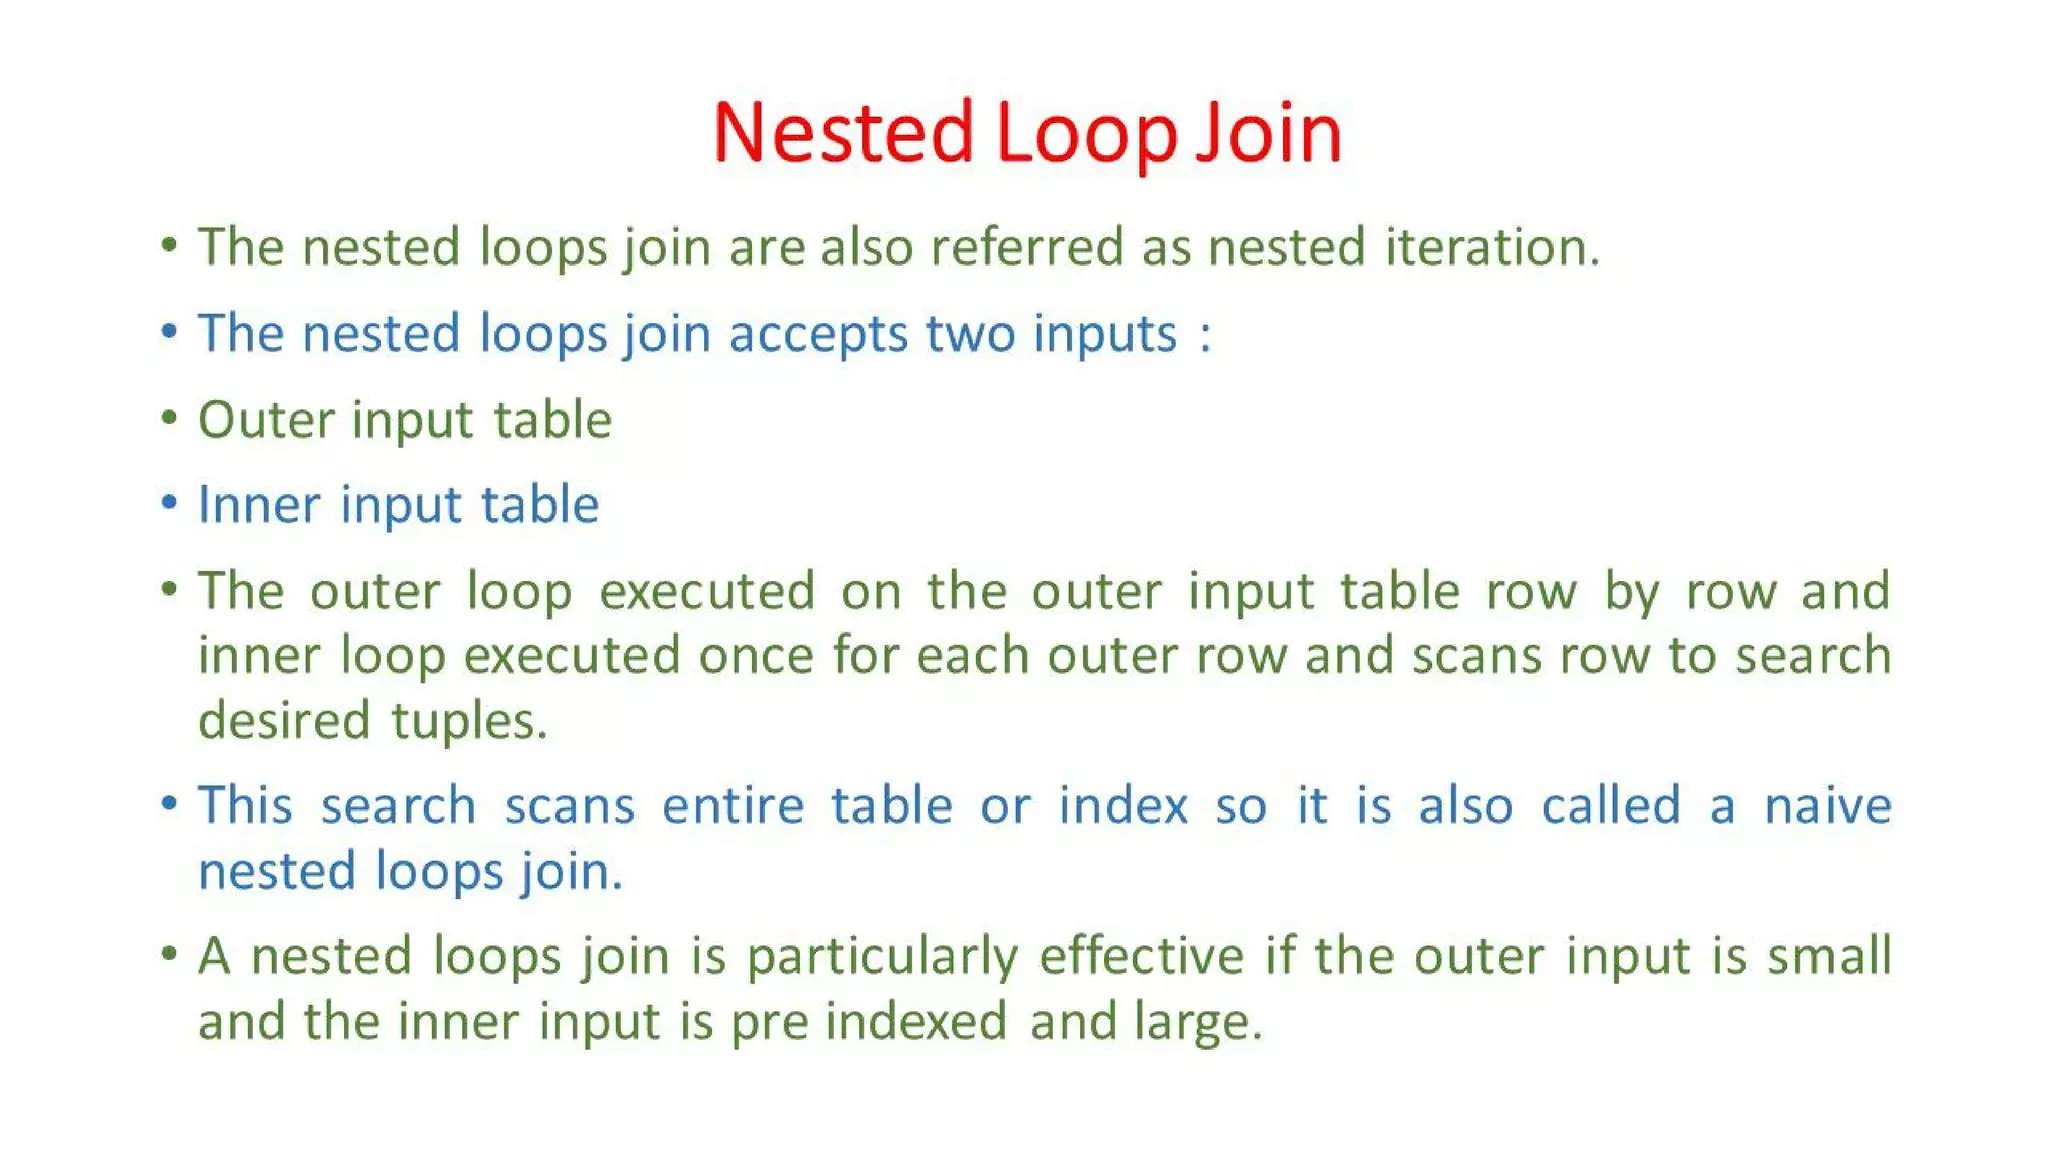 Nested Loop Join
• The nested loops join are also referred as nested iteration.
• The nested loops join accepts two inputs :
• Outer input table
• Inner input table
• The outer loop executed on the outer input table row by row and
inner loop executed once for each outer row and scans row to search
desired tuples.
• This search scans entire table or index so it is also called a naive
nested loops join.
• A nested loops join is particularly effective if the outer input is small
and the inner input is pre indexed and large.